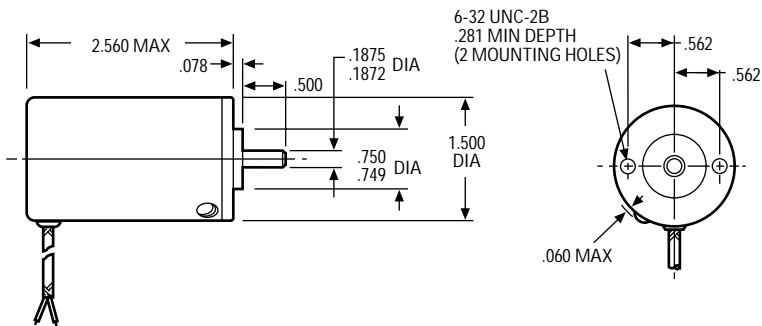 2.560 MAX
.078
.1875
.1872 DIA
.500
.750
.749 DIA
1.500
DIA
6-32 UNC-2B
.281 MIN DEPTH
(2 MOUNTING HOLES)
.562
.562
.060 MAX